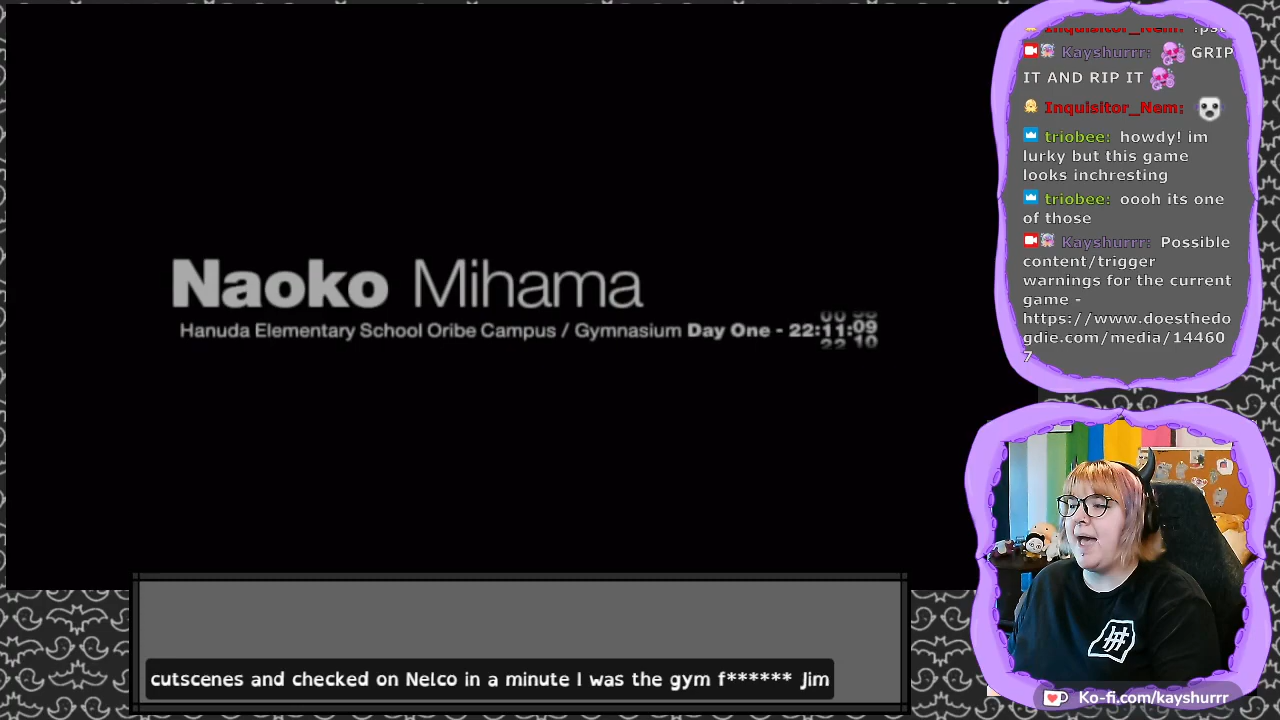 Naoko Mihama
Hanuda Elementary School Oribe Campus / Gymnasium Day One - 22:11:09
Inquisitor_Nem: !pst
Kayshurrr: GRIP
IT AND RIP IT
Inquisitor_Nem:
triobee: howdy! im
lurky but this game
looks inchresting
triobee: oooh its one
of those
Kayshurrr: Possible
content/trigger
warnings for the current
game -
https://www.doesthedo
gdie.com/media/14460
7
cutscenes and checked on Nelco in a minute I was the gym f****** Jim
Ko-fi.com/kayshurrr